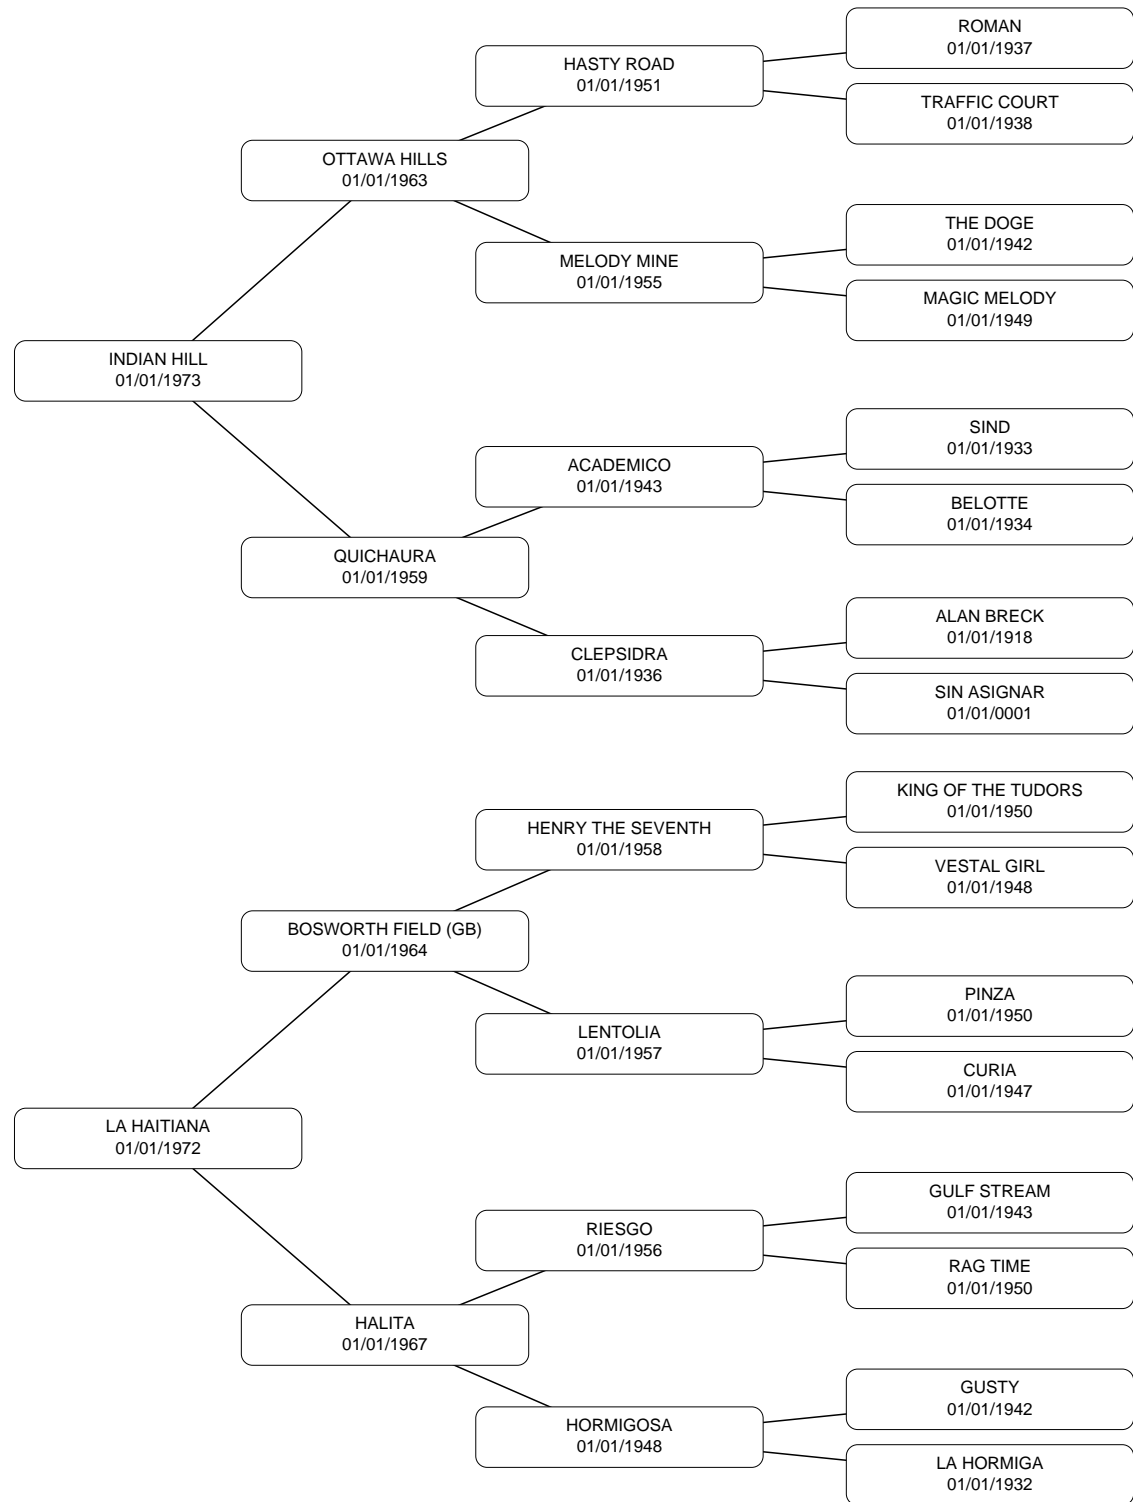 ROMAN
01/01/1937
HASTY ROAD
01/01/1951
TRAFFIC COURT
01/01/1938
OTTAWA HILLS
01/01/1963
THE DOGE
01/01/1942
MELODY MINE
01/01/1955
MAGIC MELODY
01/01/1949
INDIAN HILL
01/01/1973
SIND
01/01/1933
ACADEMICO
01/01/1943
BELOTTE
01/01/1934
QUICHAURA
01/01/1959
ALAN BRECK
01/01/1918
CLEPSIDRA
01/01/1936
SIN ASIGNAR
01/01/0001
KING OF THE TUDORS
01/01/1950
HENRY THE SEVENTH
01/01/1958
VESTAL GIRL
01/01/1948
BOSWORTH FIELD (GB)
01/01/1964
PINZA
01/01/1950
LENTOLIA
01/01/1957
CURIA
01/01/1947
LA HAITIANA
01/01/1972
GULF STREAM
01/01/1943
RIESGO
01/01/1956
RAG TIME
01/01/1950
HALITA
01/01/1967
GUSTY
01/01/1942
HORMIGOSA
01/01/1948
LA HORMIGA
01/01/1932